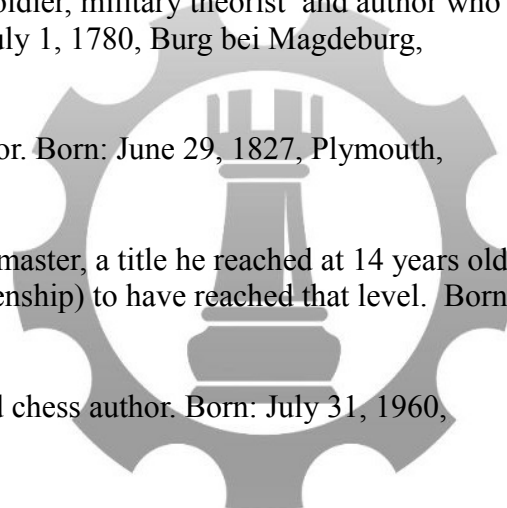 oldier, military theorist  and author who
uly 1, 1780, Burg bei Magdeburg,
or. Born: June 29, 1827, Plymouth,
master, a title he reached at 14 years old
enship) to have reached that level.  Born
d chess author. Born: July 31, 1960,